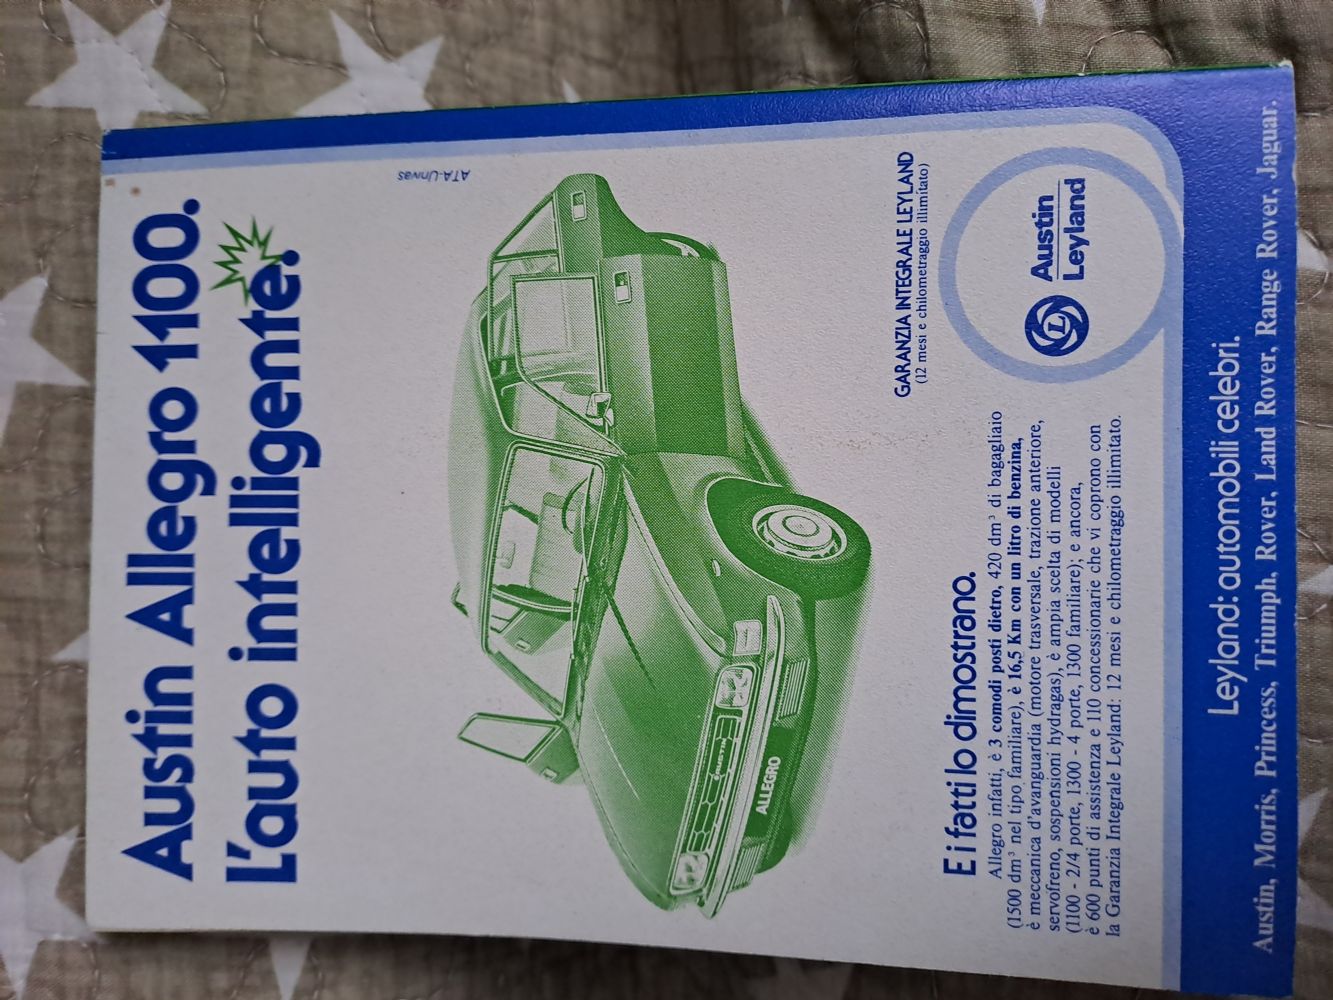 Austin Allegro 1100.
L'auto intelligente.
ATA-Univas
AUSTIN
ALLEGRO
E i fatti lo dimostrano.
Allegro infatti, è 3 comodi posti dietro, 420 dm³ di bagagliaio
(1500 dm³ nel tipo familiare), è 16,5 Km con un litro di benzina,
è meccanica d'avanguardia (motore trasversale, trazione anteriore,
servofreno, sospensioni hydragas), è ampia scelta di modelli
(1100 - 2/4 porte, 1300 - 4 porte, 1300 familiare); e ancora,
è 600 punti di assistenza e 110 concessionarie che vi coprono con
la Garanzia Integrale Leyland: 12 mesi e chilometraggio illimitato.
GARANZIA INTEGRALE LEYLAND
(12 mesi e chilometraggio illimitato)
L
Austin
Leyland
Leyland: automobili celebri.
Austin, Morris, Princess, Triumph, Rover, Land Rover, Range Rover, Jaguar.